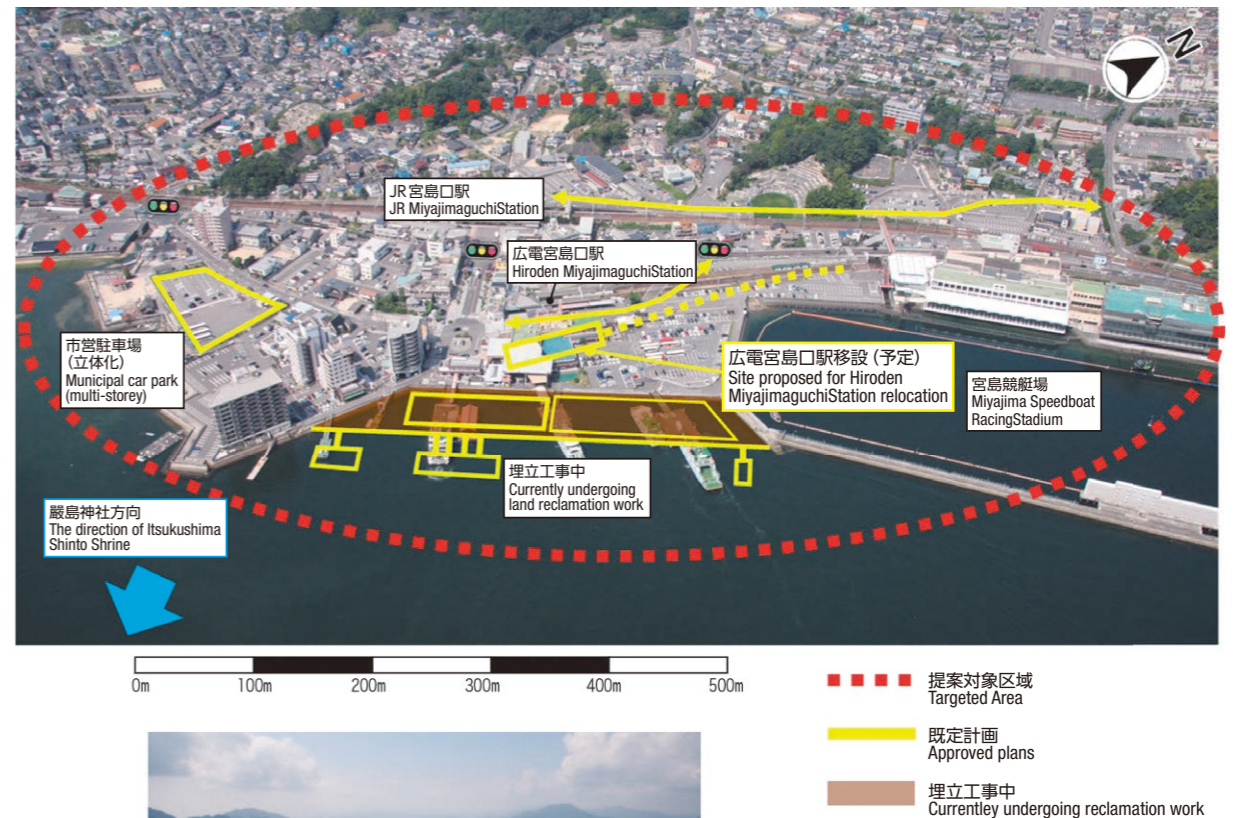 N
JR宮島口駅
JR MiyajimaguchiStation
広電宮島口駅
Hiroden MiyajimaguchiStation
市営駐車場
(立体化)
Municipal car park
(multi-storey)
広電宮島口駅移設(予定)
Site proposed for Hiroden
MiyajimaguchiStation relocation
宮島競艇場
Miyajima Speedboat
RacingStadium
埋立工事中
Currently undergoing
land reclamation work
嚴島神社方向
The direction of Itsukushima
Shinto Shrine
0m 100m 200m 300m 400m 500m
提案対象区域
Targeted Area
既定計画
Approved plans
埋立工事中
Currentley undergoing reclamation work